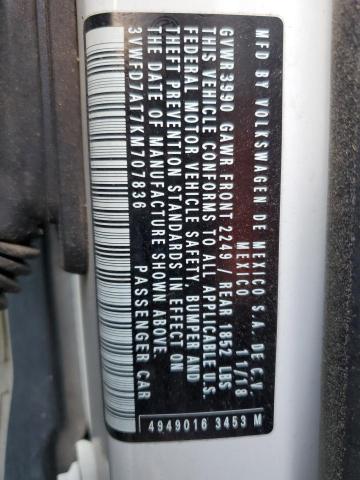 MFD BY VOLKSWAGEN DE MEXICO S.A. DE C.V.
MEXICO 11/18
GVWR 3990 GAWR FRONT 2249 / REAR 1852 LBS
THIS VEHICLE CONFORMS TO ALL APPLICABLE U.S.
FEDERAL MOTOR VEHICLE SAFETY, BUMPER AND
THEFT PREVENTION STANDARDS IN EFFECT ON
THE DATE OF MANUFACTURE SHOWN ABOVE.
3VWFD7AT7KM707836 PASSENGER CAR
4949016 3453 M